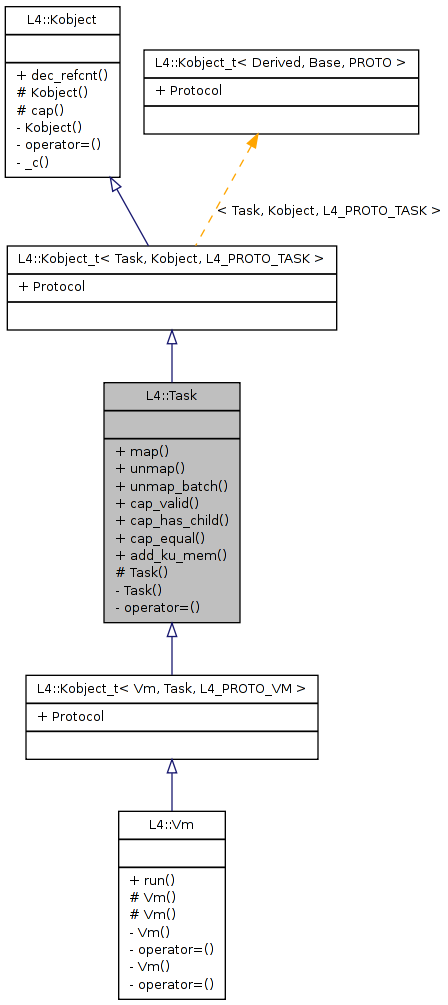 L4::Kobject
+ dec_refcnt()
# Kobject()
# cap()
- Kobject()
- operator=()
- _c()
L4::Kobject_t< Derived, Base, PROTO >
+ Protocol
< Task, Kobject, L4_PROTO_TASK >
L4::Kobject_t< Task, Kobject, L4_PROTO_TASK >
+ Protocol
L4::Task
+ map()
+ unmap()
+ unmap_batch()
+ cap_valid()
+ cap_has_child()
+ cap_equal()
+ add_ku_mem()
# Task()
- Task()
- operator=()
L4::Kobject_t< Vm, Task, L4_PROTO_VM >
+ Protocol
L4::Vm
+ run()
# Vm()
# Vm()
- Vm()
- operator=()
- Vm()
- operator=()